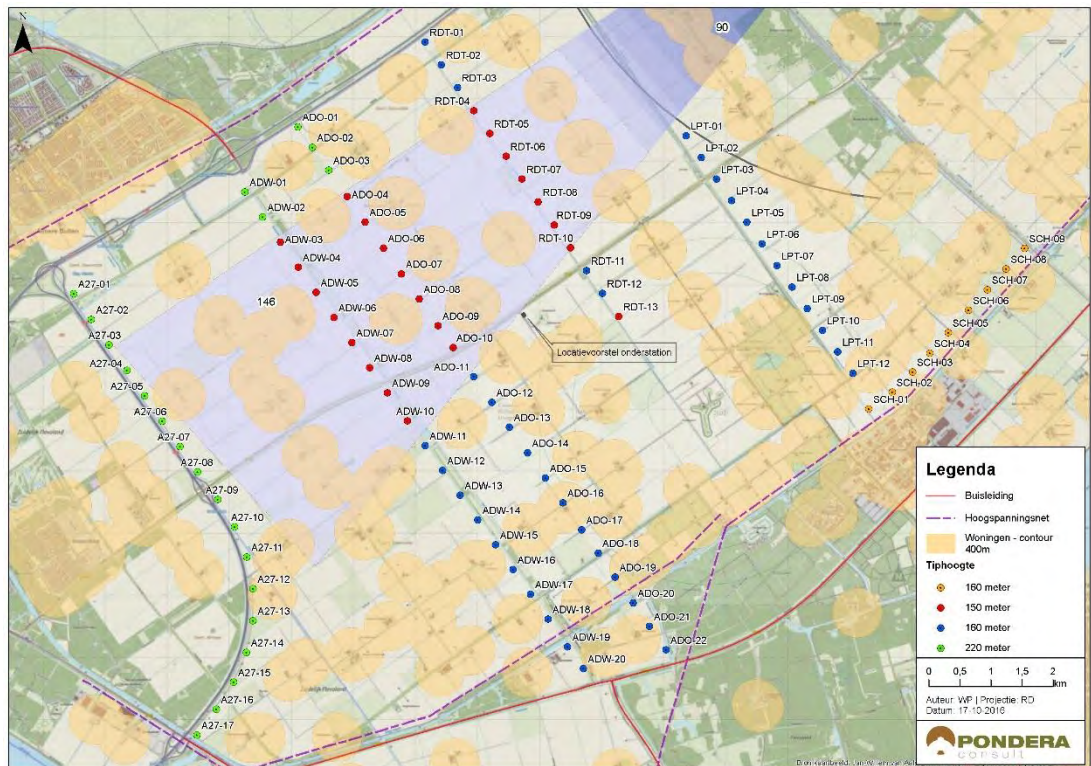 N
90
146
RDT-01
RDT-02
RDT-03
RDT-04
RDT-05
RDT-06
RDT-07
RDT-08
RDT-09
RDT-10
RDT-11
RDT-12
RDT-13
ADO-01
ADO-02
ADO-03
ADO-04
ADO-05
ADO-06
ADO-07
ADO-08
ADO-09
ADO-10
ADO-11
ADO-12
ADO-13
ADO-14
ADO-15
ADO-16
ADO-17
ADO-18
ADO-19
ADO-20
ADO-21
ADO-22
ADW-01
ADW-02
ADW-03
ADW-04
ADW-05
ADW-06
ADW-07
ADW-08
ADW-09
ADW-10
ADW-11
ADW-12
ADW-13
ADW-14
ADW-15
ADW-16
ADW-17
ADW-18
ADW-19
ADW-20
A27-01
A27-02
A27-03
A27-04
A27-05
A27-06
A27-07
A27-08
A27-09
A27-10
A27-11
A27-12
A27-13
A27-14
A27-15
A27-16
A27-17
LPT-01
LPT-02
LPT-03
LPT-04
LPT-05
LPT-06
LPT-07
LPT-08
LPT-09
LPT-10
LPT-11
LPT-12
SCH-09
SCH-08
SCH-07
SCH-06
SCH-05
SCH-04
SCH-03
SCH-02
SCH-01
Locatievoorstel onderstation
Legenda
Buisleiding
Hoogspanningsnet
Woningen - contour
400m
Tiphoogte
160 meter
150 meter
160 meter
220 meter
0 0,5 1 1,5 2
km
Auteur: WP | Projectie: RD
Datum: 17-10-2016
PONDERA
consult